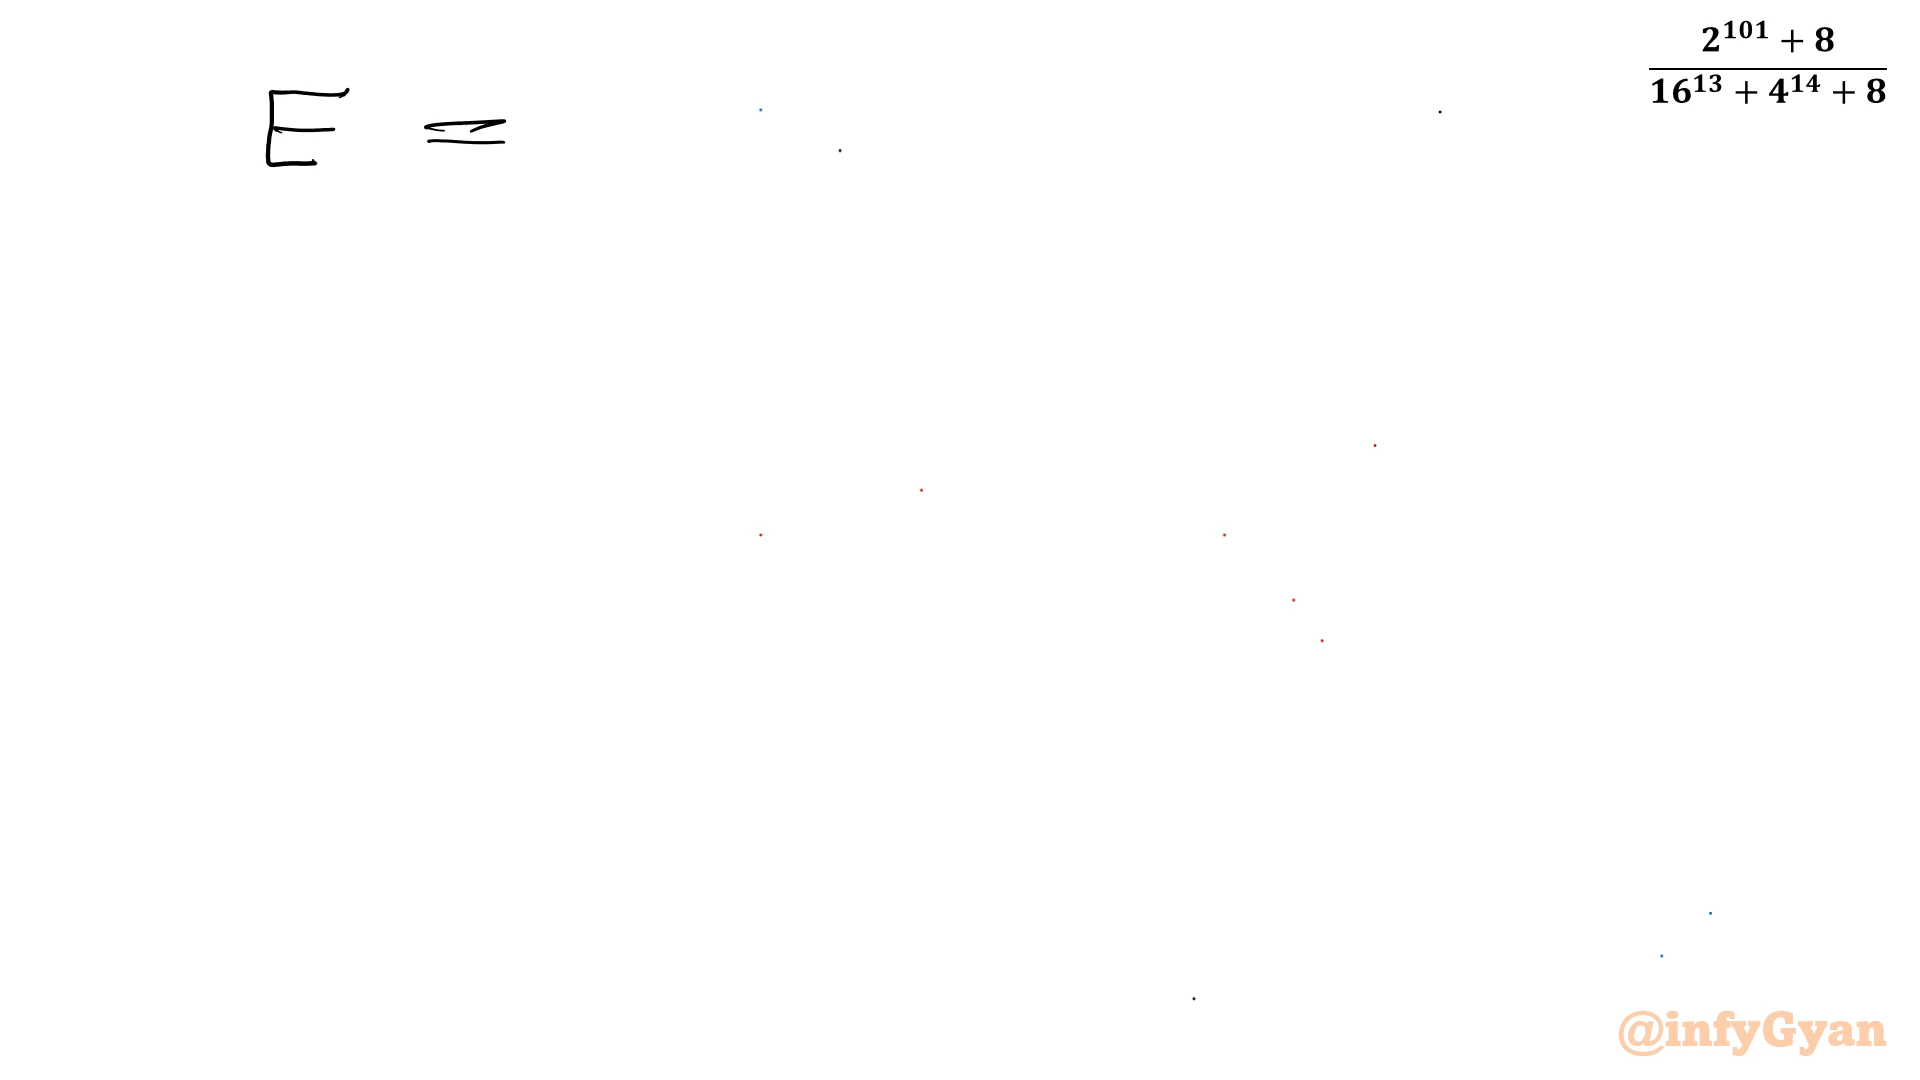 E =
2^101 + 8
16^13 + 4^14 + 8
@infyGyan